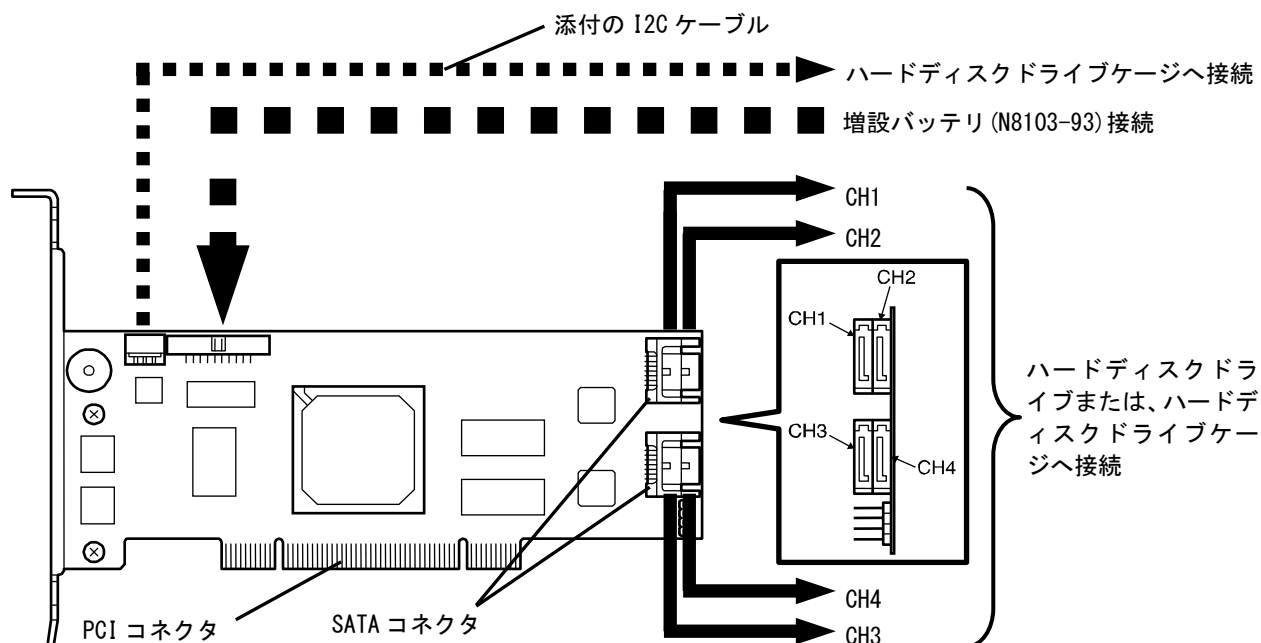 添付の I2C ケーブル
ハードディスクドライブケージへ接続
増設バッテリ(N8103-93)接続
CH1
CH2
CH2
CH1
CH3
CH4
ハードディスクドラ
イブまたは、ハードデ
ィスクドライブケー
ジへ接続
CH4
CH3
PCI コネクタ
SATA コネクタ